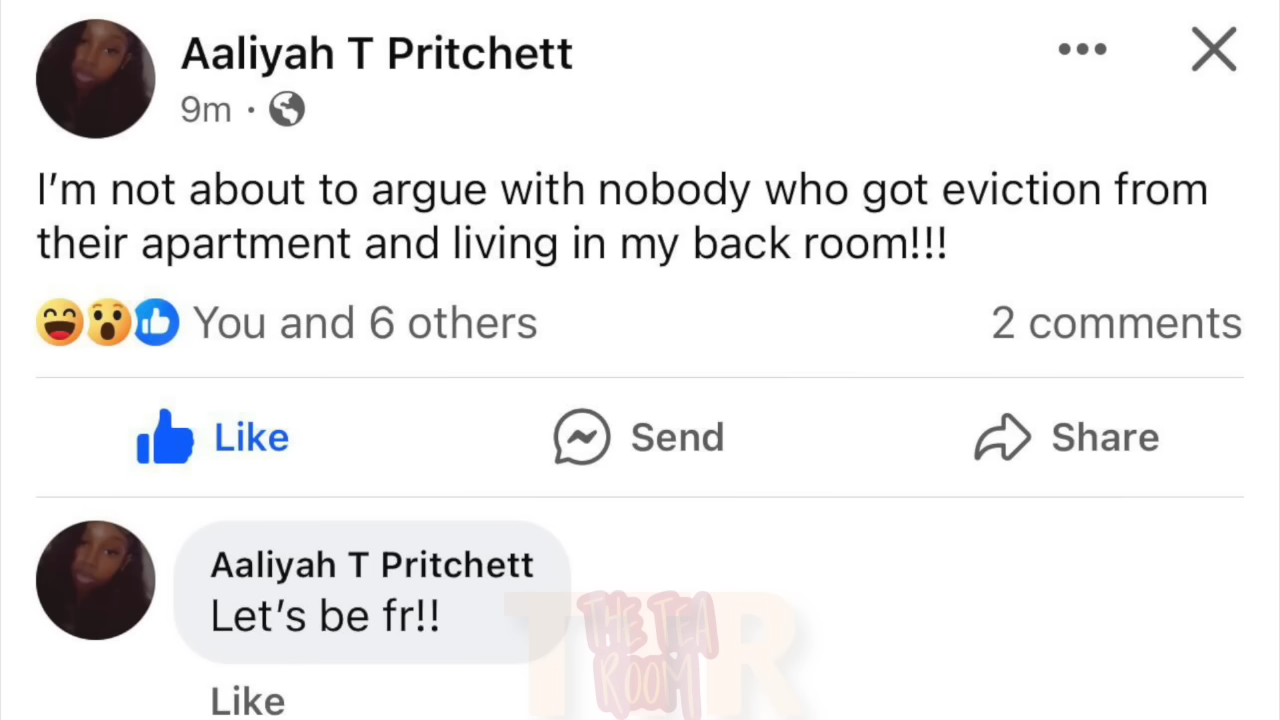 Aaliyah T Pritchett
9m ·
I'm not about to argue with nobody who got eviction from
their apartment and living in my back room!!!
You and 6 others 2 comments
Like Send Share
Aaliyah T Pritchett
Let's be fr!!
THE TEA
ROOM
TTR
Like